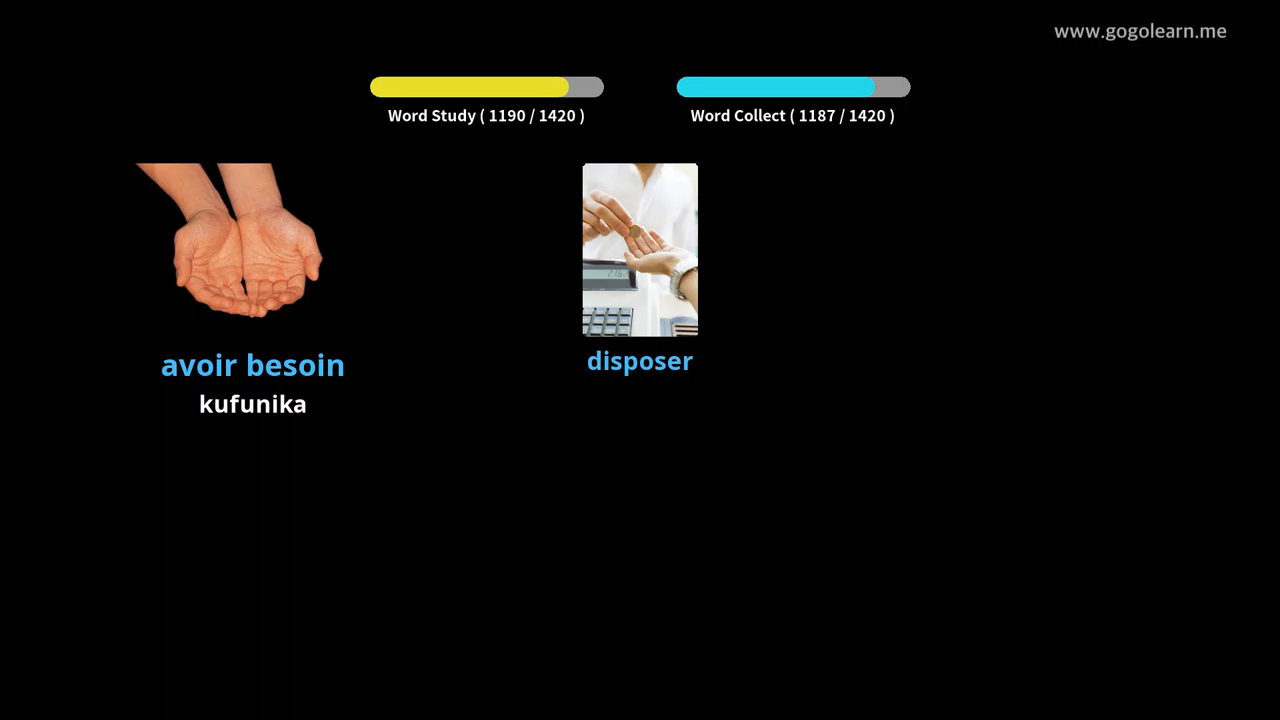 www.gogolearn.me
Word Study ( 1190 / 1420 )
Word Collect ( 1187 / 1420 )
avoir besoin
kufunika
disposer